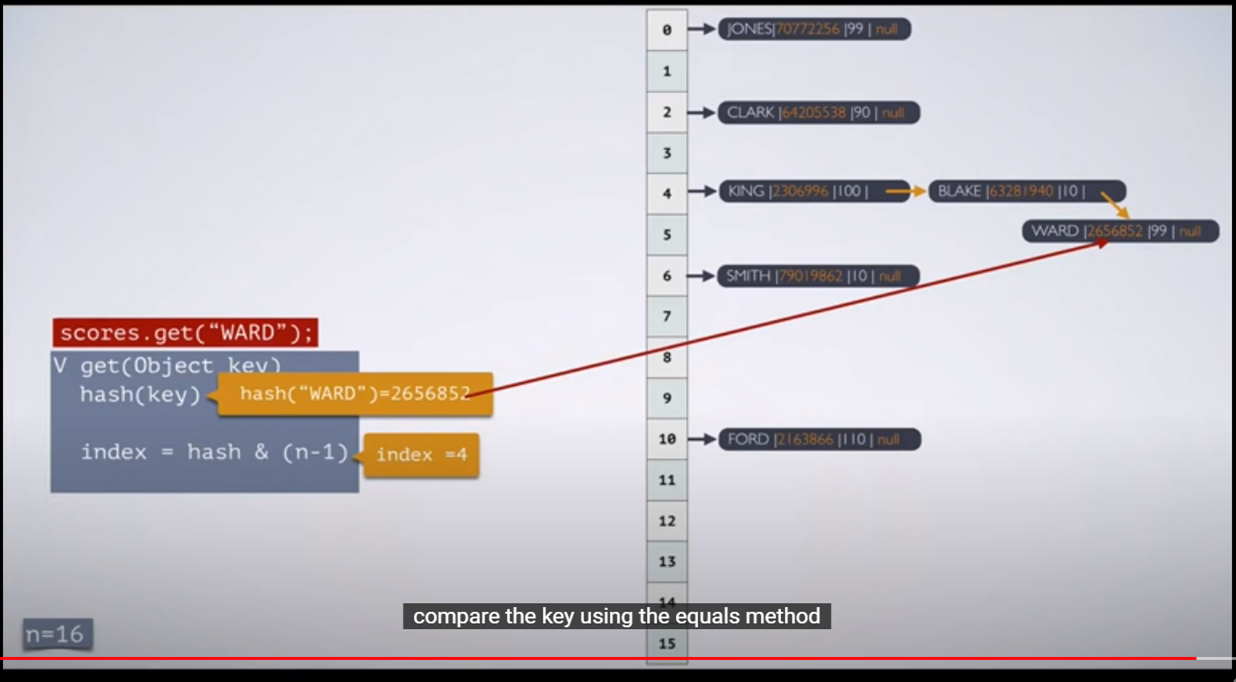 0
JONES|70772256 |99 | null
1
2
CLARK |64205538 |90 | null
3
4
KING |2306996 |100 |
BLAKE |63281940 |10 |
5
WARD |2656852 |99 | null
6
SMITH |79019862 |10 | null
7
scores.get(“WARD”);
8
V get(Object key)
hash(key)
hash(“WARD”)=2656852
9
index = hash & (n-1)
index =4
10
FORD |2163866 |110 | null
11
12
13
14
compare the key using the equals method
n=16
15